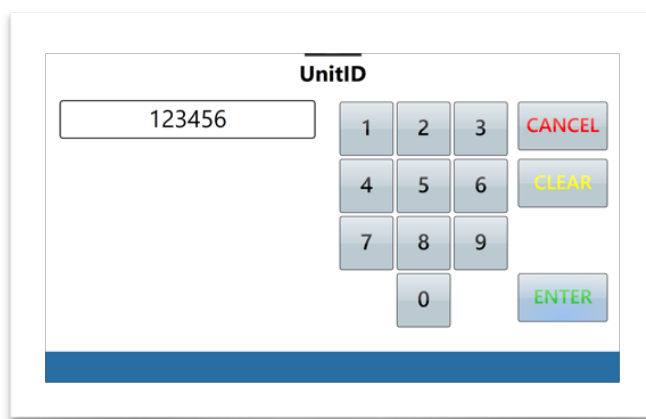 UnitID
123456
1 2 3 CANCEL
4 5 6 CLEAR
7 8 9
0 ENTER